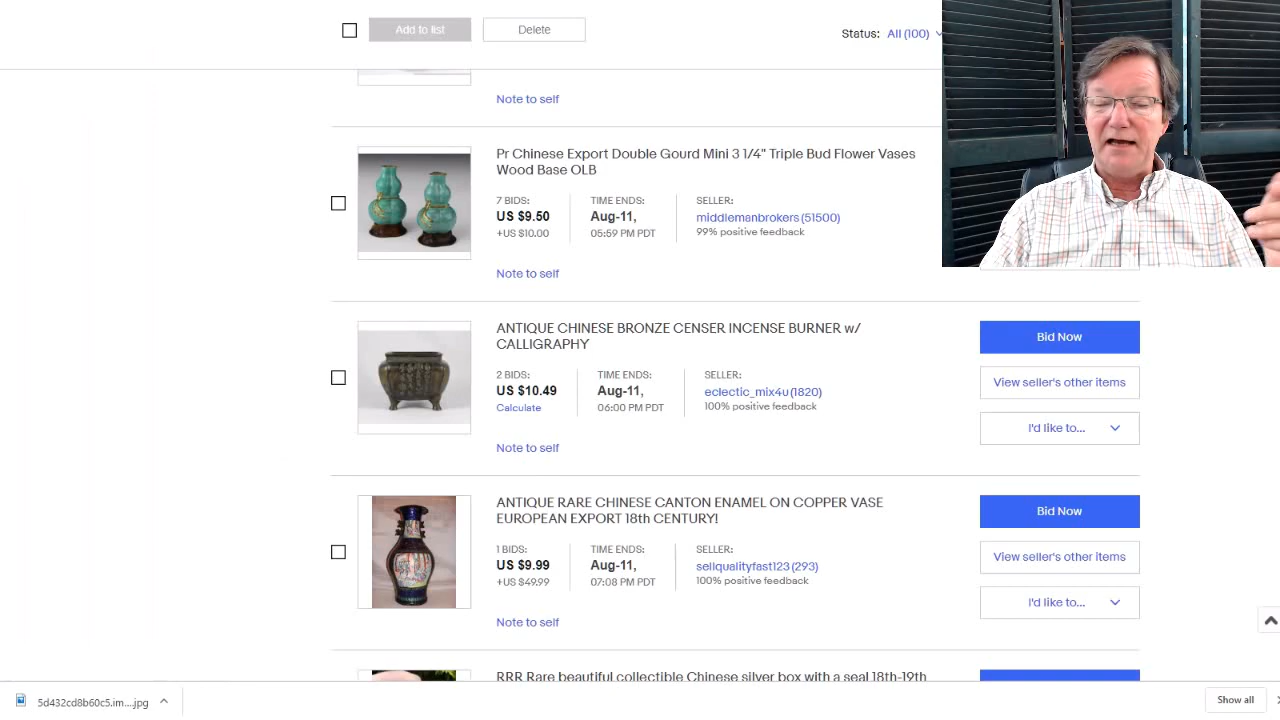 Add to list
Delete
Status: All (100)
Note to self
Pr Chinese Export Double Gourd Mini 3 1/4" Triple Bud Flower Vases
Wood Base OLB
7 BIDS:
US $9.50
+US $10.00
TIME ENDS:
Aug-11,
05:59 PM PDT
SELLER:
middlemanbrokers (51500)
99% positive feedback
Note to self
ANTIQUE CHINESE BRONZE CENSER INCENSE BURNER w/
CALLIGRAPHY
2 BIDS:
US $10.49
Calculate
TIME ENDS:
Aug-11,
06:00 PM PDT
SELLER:
eclectic_mix4u (1820)
100% positive feedback
Bid Now
View seller's other items
I'd like to...
Note to self
ANTIQUE RARE CHINESE CANTON ENAMEL ON COPPER VASE
EUROPEAN EXPORT 18th CENTURY!
1 BIDS:
US $9.99
+US $49.99
TIME ENDS:
Aug-11,
07:08 PM PDT
SELLER:
sellqualityfast123 (293)
100% positive feedback
Bid Now
View seller's other items
I'd like to...
Note to self
RRR Rare beautiful collectible Chinese silver box with a seal 18th-19th
5d432cd8b60c5.im....jpg
Show all